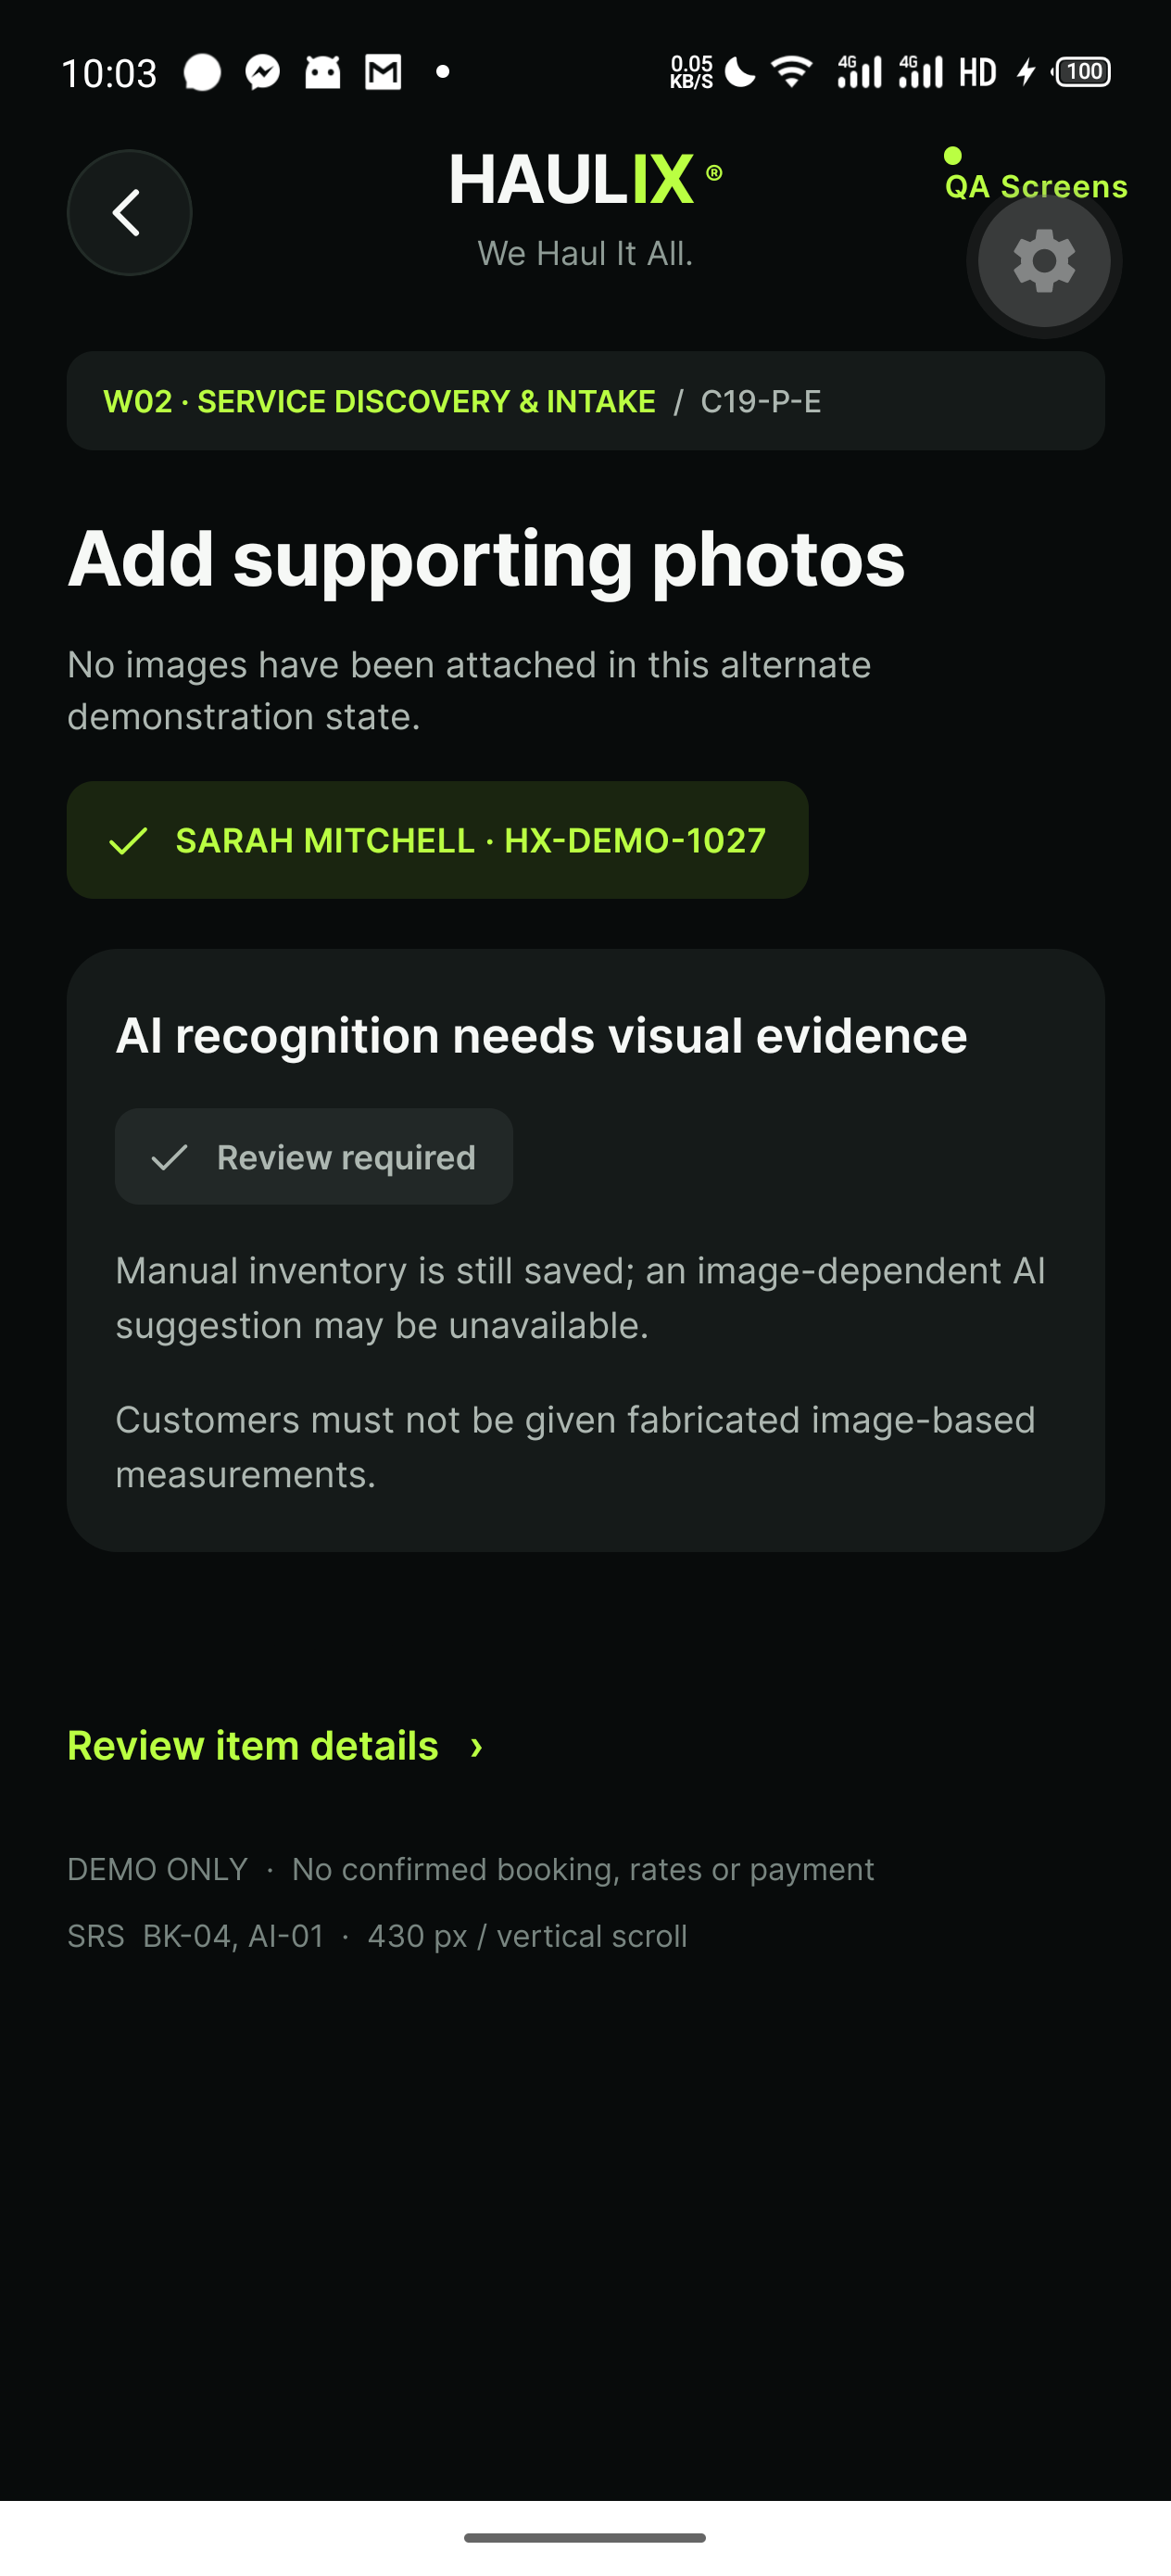 10:03
0.05 KB/S
4G
4G
HD
100
HAULIX®
We Haul It All.
QA Screens
W02 · SERVICE DISCOVERY & INTAKE / C19-P-E
Add supporting photos
No images have been attached in this alternate
demonstration state.
SARAH MITCHELL · HX-DEMO-1027
AI recognition needs visual evidence
Review required
Manual inventory is still saved; an image-dependent AI
suggestion may be unavailable.
Customers must not be given fabricated image-based
measurements.
Review item details ›
DEMO ONLY · No confirmed booking, rates or payment
SRS BK-04, AI-01 · 430 px / vertical scroll